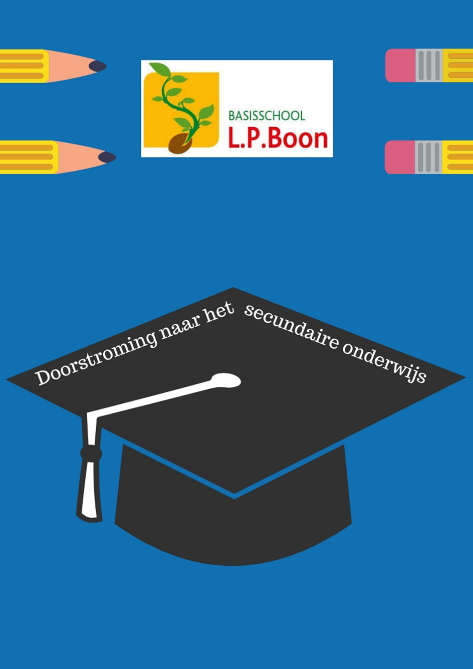 BASISSCHOOL
L.P.Boon
Doorstroming naar het secundaire onderwijs